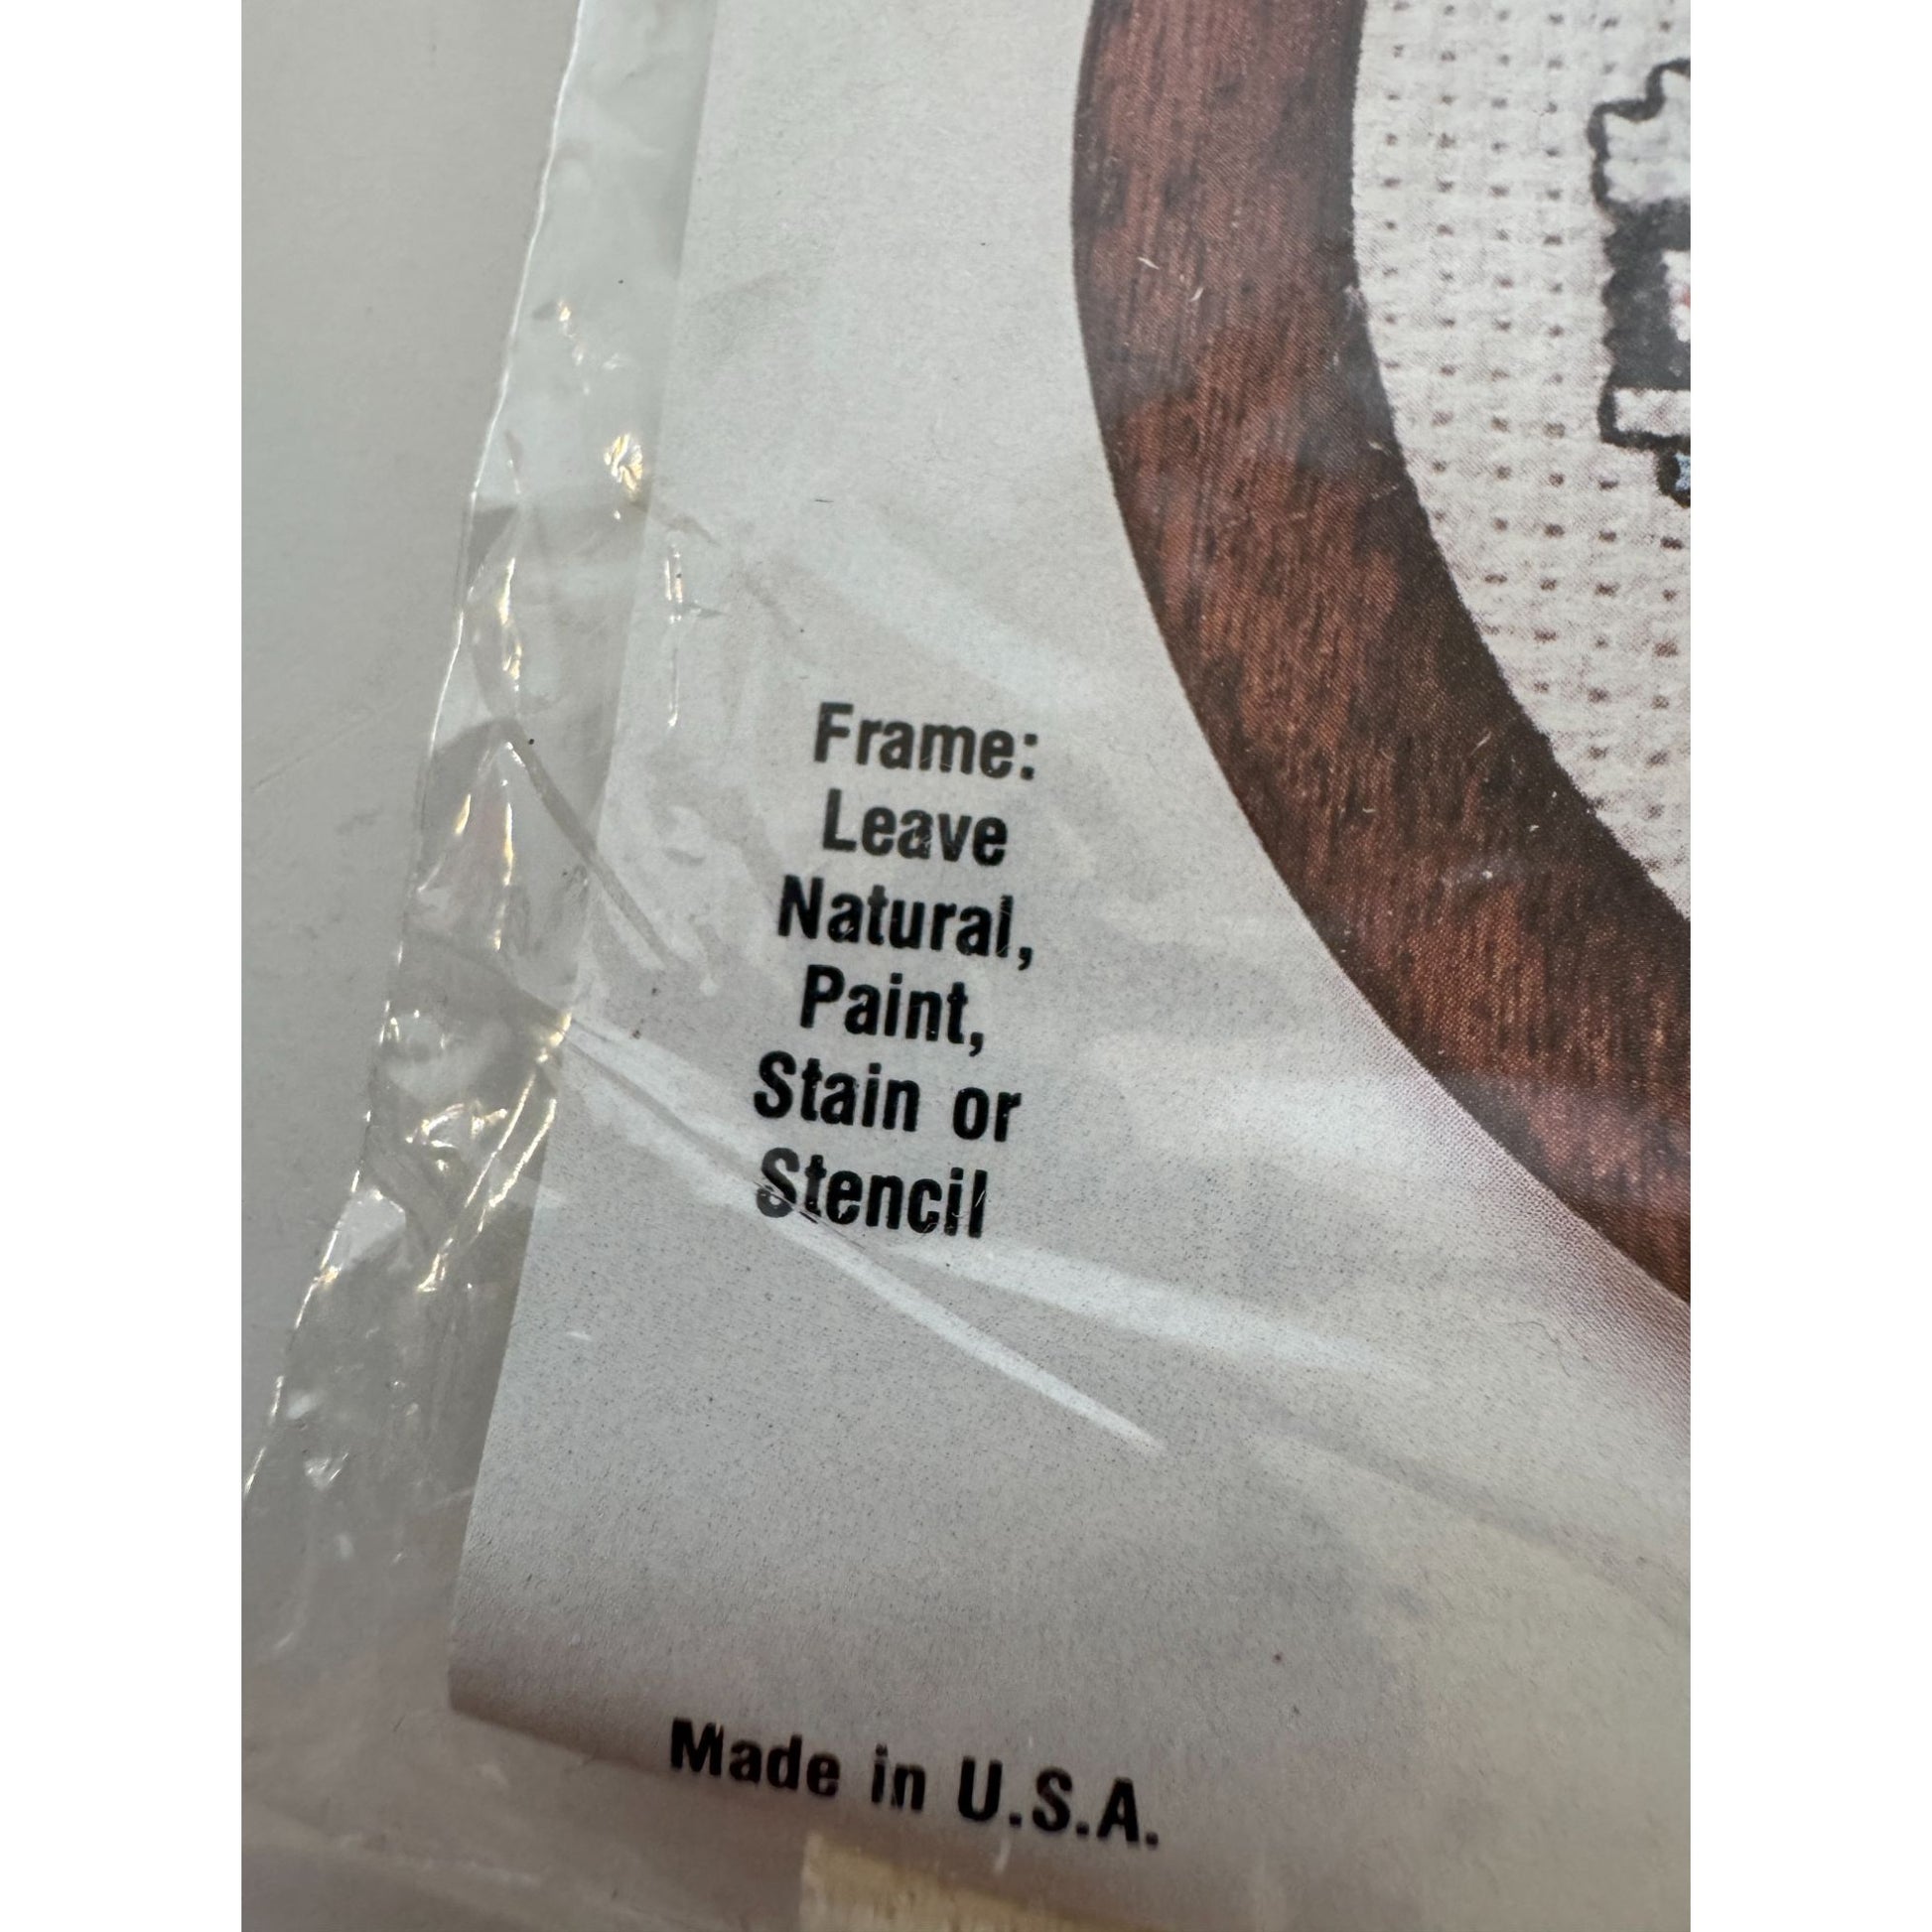 Frame:
Leave
Natural,
Paint,
Stain or
Stencil
Made in U.S.A.